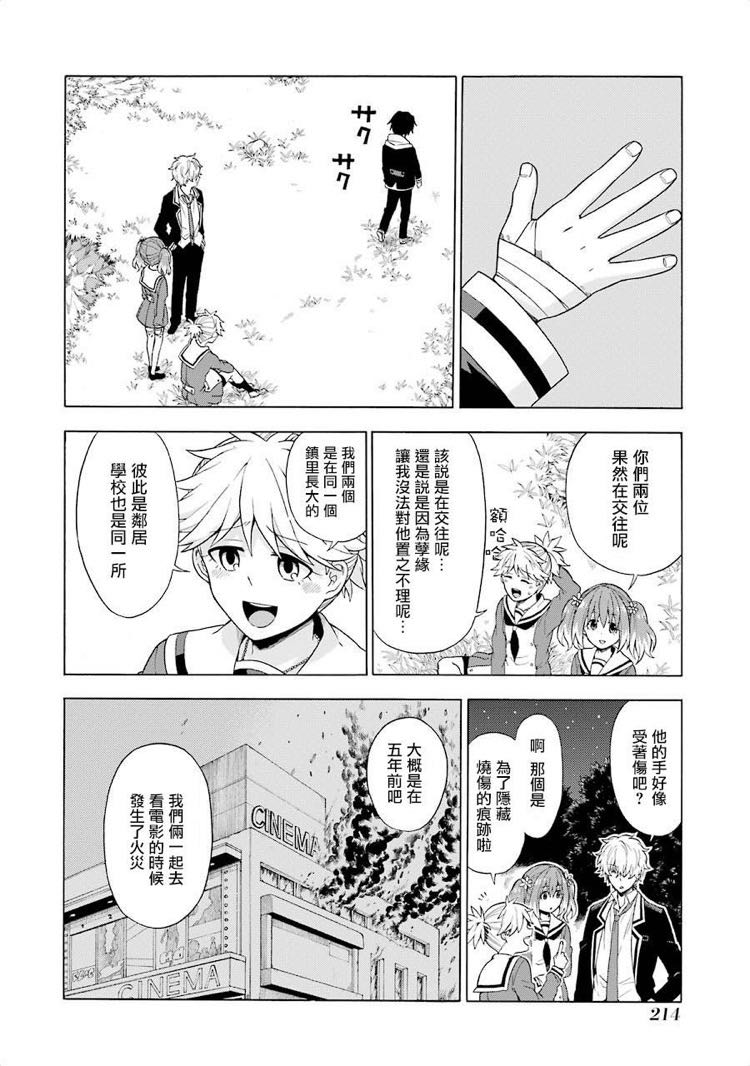 サク
サク
你們兩位
果然在交往呢
該説是在交往呢…
還是説是因為孽緣
讓我沒法對他置之不理呢…
額哈哈
我們兩個
是在同一個
鎮里長大的
彼此是鄰居
學校也是同一所
他的手好像
受著傷吧？
啊 那個是
為了隱藏
燒傷的痕跡啦
大概是在
五年前吧
我們倆一起去
看電影的時候
發生了火災
CINEMA
CINEMA
214